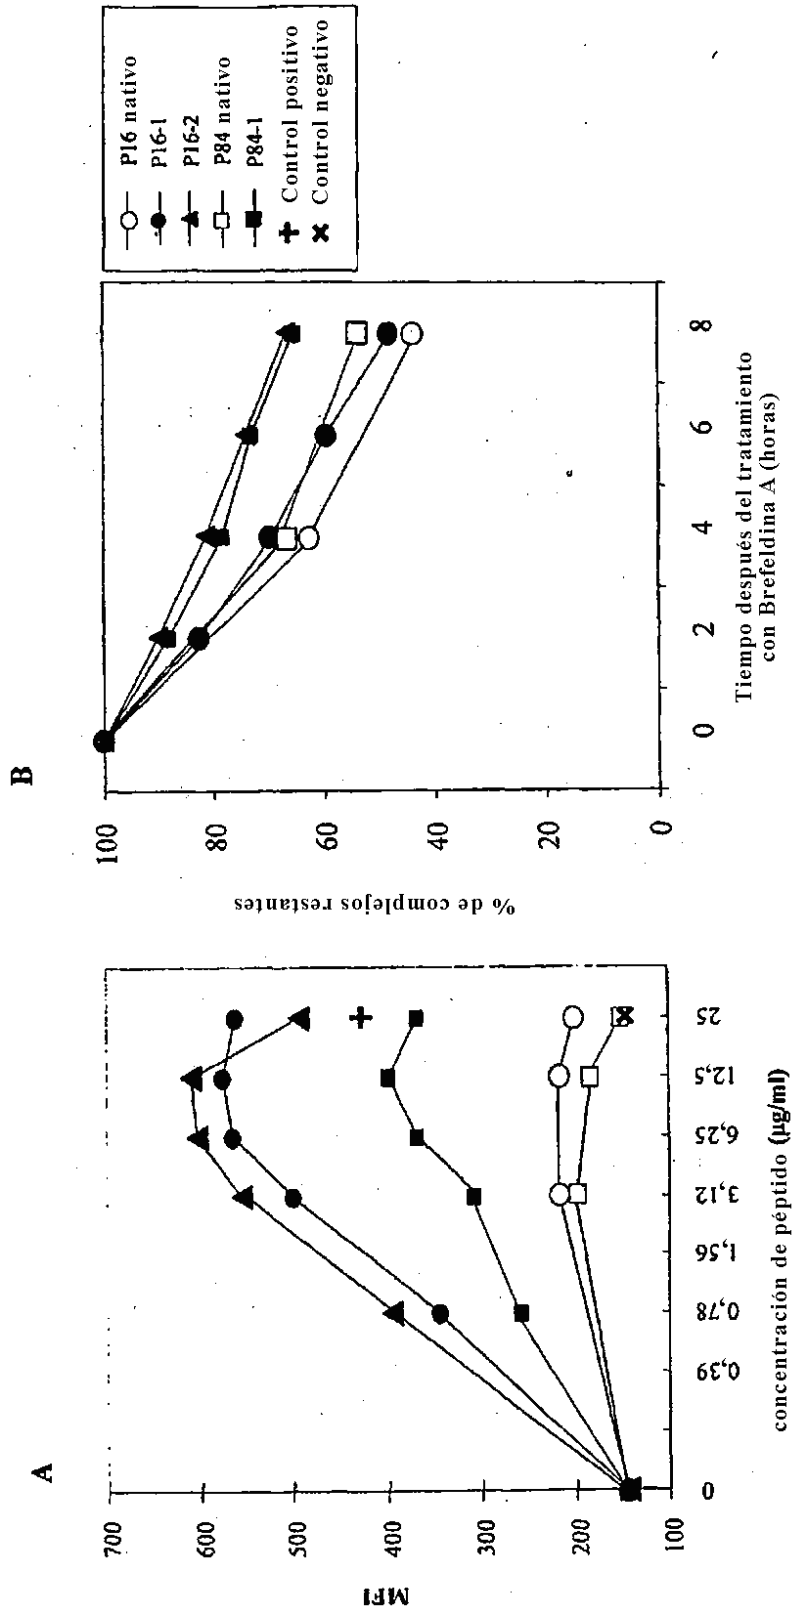 A
MFI
700
600
500
400
300
200
100
0
0,39
0,78
1,56
3,12
6,25
12,5
25
concentración de péptido (µg/ml)
B
% de complejos restantes
100
80
60
40
20
0
0
2
4
6
8
Tiempo después del tratamiento
con Brefeldina A (horas)
P16 nativo
P16-1
P16-2
P84 nativo
P84-1
Control positivo
Control negativo